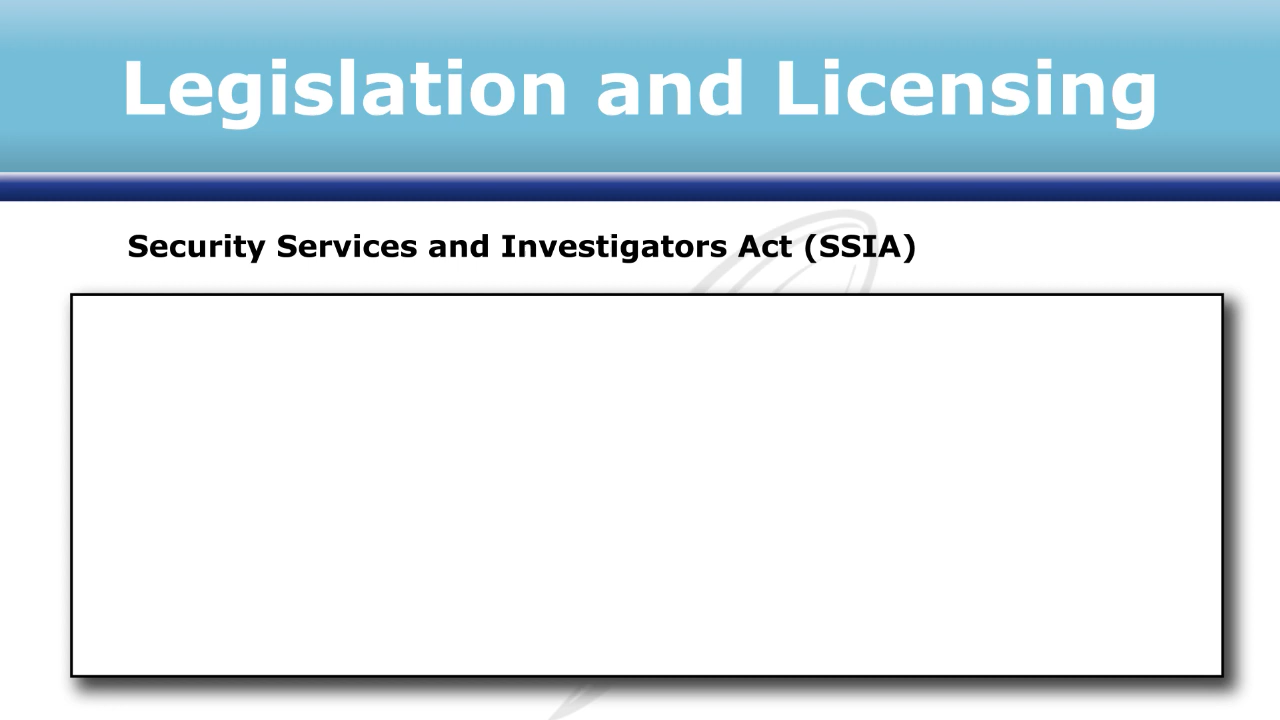 Legislation and Licensing
Security Services and Investigators Act (SSIA)